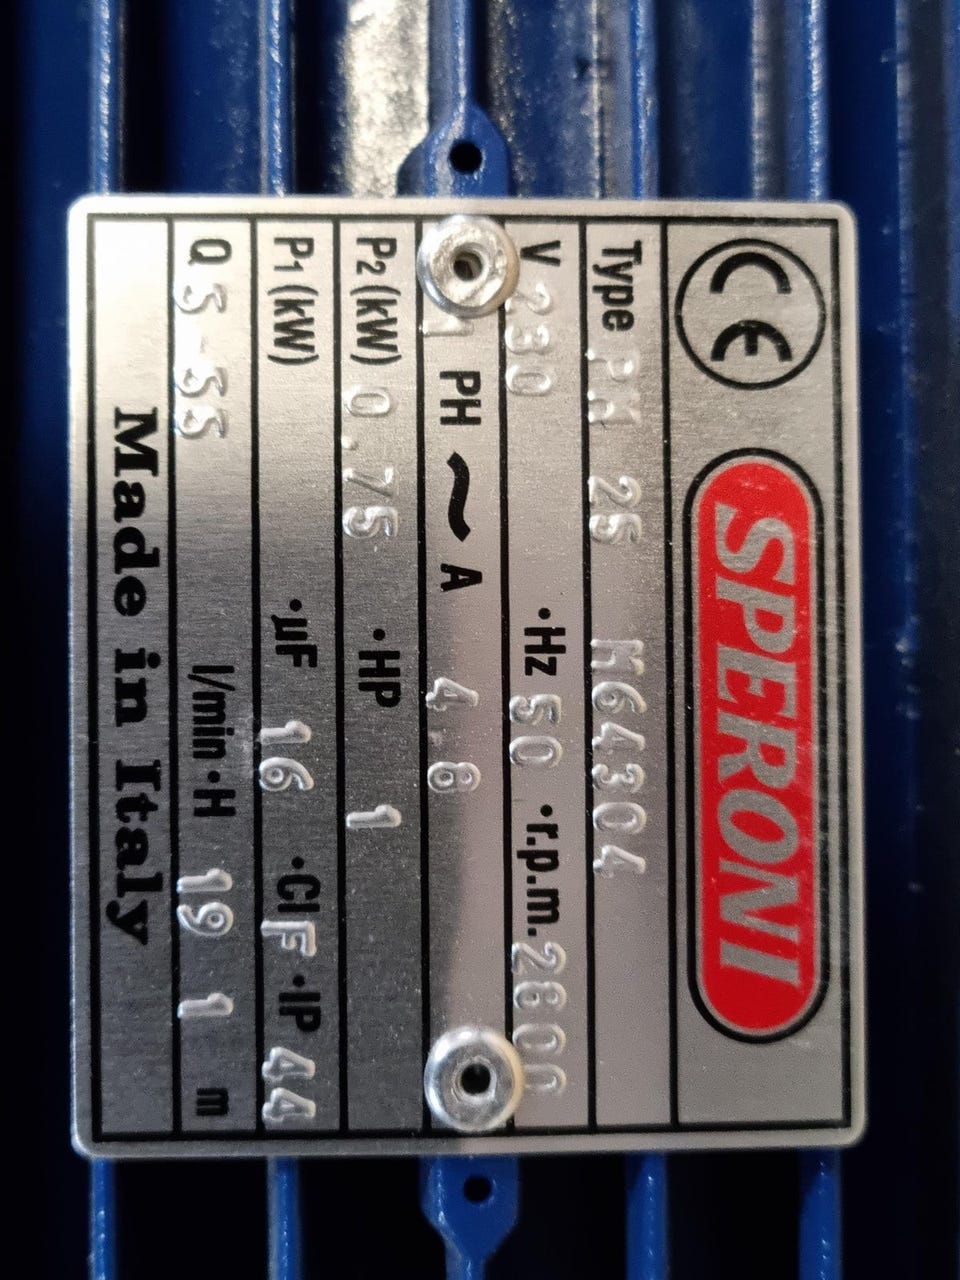 CE SPERONI
Type PM 25 M64304
V 230 ·Hz 50 ·r.p.m. 2800
1 PH ~ A 4.8
P2 (kW) 0.75 ·HP 1
P1 (kW) ·µF 16 ·Cl F ·IP 44
Q 5-55 l/min·H 19 1 m
Made in Italy